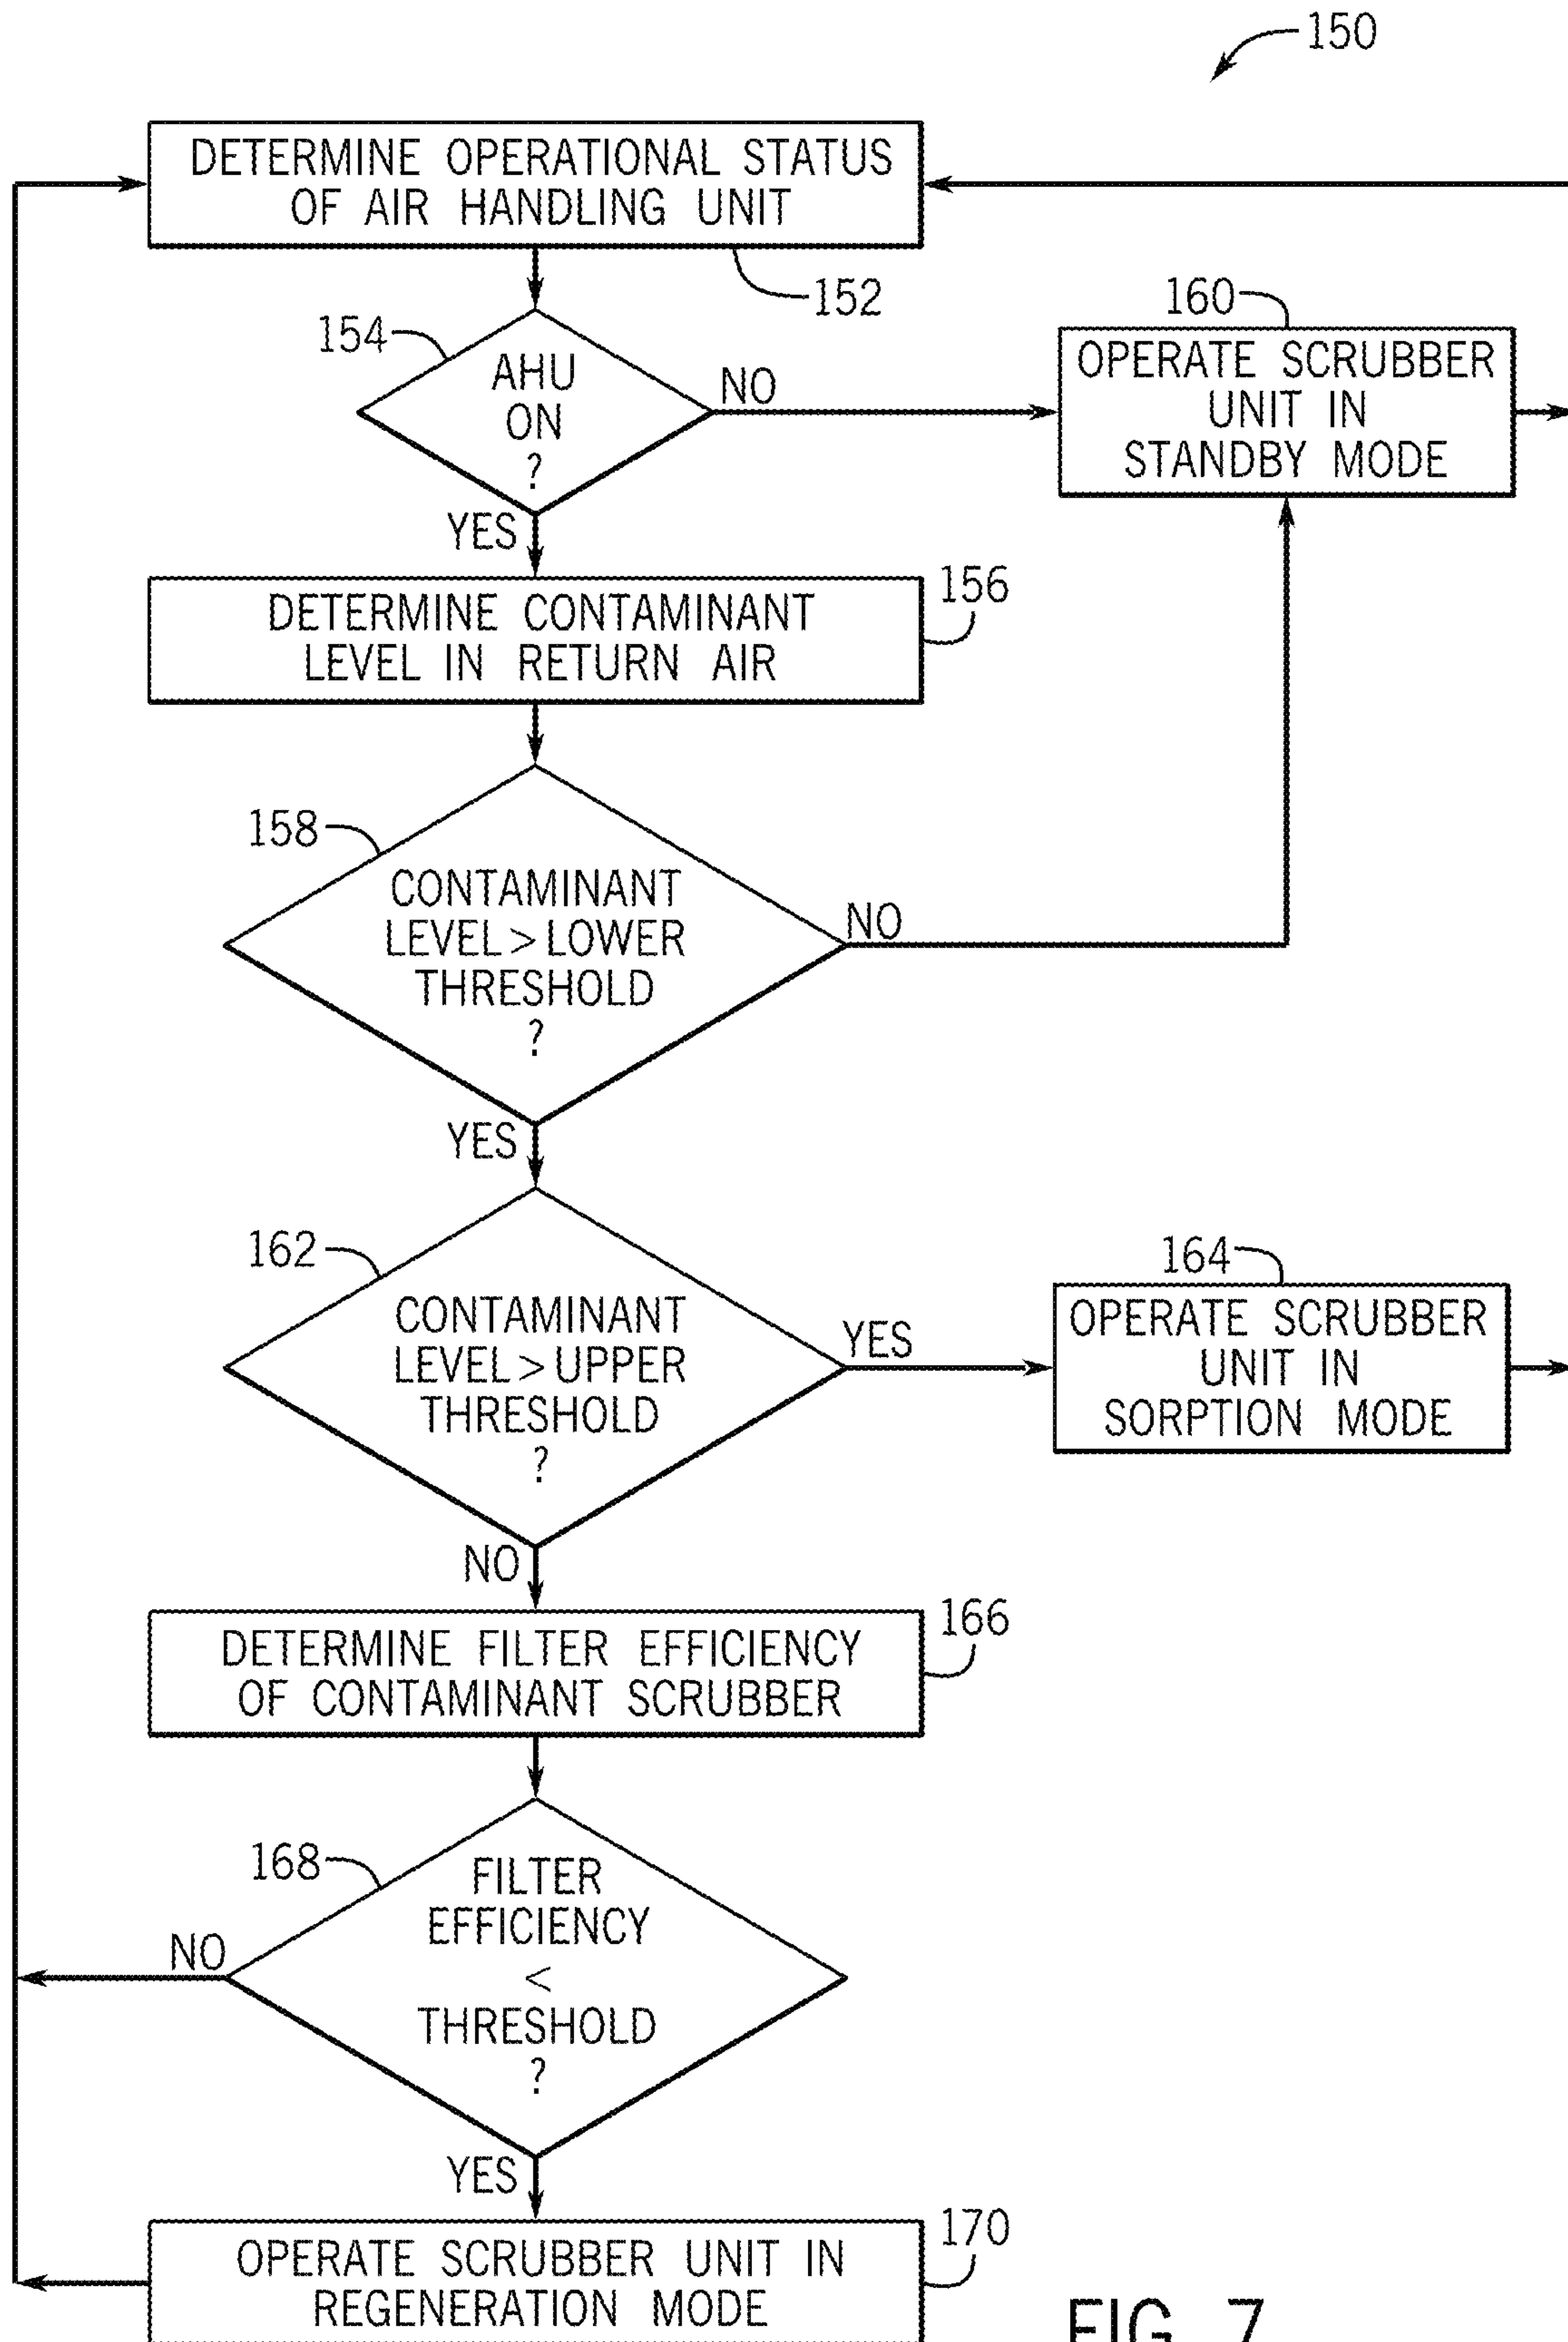 150
DETERMINE OPERATIONAL STATUS
OF AIR HANDLING UNIT
152
154
AHU
ON
?
NO
YES
160
OPERATE SCRUBBER
UNIT IN
STANDBY MODE
156
DETERMINE CONTAMINANT
LEVEL IN RETURN AIR
158
CONTAMINANT
LEVEL > LOWER
THRESHOLD
?
NO
YES
162
CONTAMINANT
LEVEL > UPPER
THRESHOLD
?
YES
NO
164
OPERATE SCRUBBER
UNIT IN
SORPTION MODE
166
DETERMINE FILTER EFFICIENCY
OF CONTAMINANT SCRUBBER
168
FILTER
EFFICIENCY
<
THRESHOLD
?
NO
YES
170
OPERATE SCRUBBER UNIT IN
REGENERATION MODE
FIG. 7